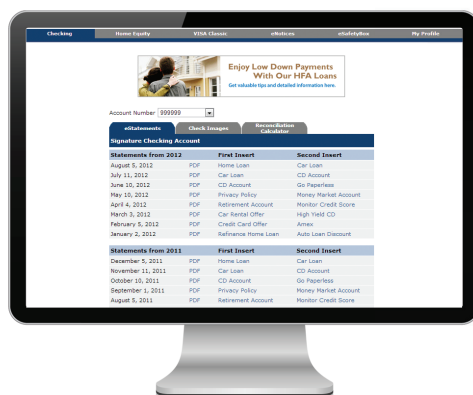 Checking Home Equity VISA Classic eNotices eSafetyBox My Profile
Enjoy Low Down Payments
With Our HFA Loans
Get valuable tips and detailed information here.
Account Number 999999
eStatements Check Images Reconciliation
Calculator
Signature Checking Account
Statements from 2012 First Insert Second Insert
August 5, 2012 PDF Home Loan Car Loan
July 11, 2012 PDF Car Loan CD Account
June 10, 2012 PDF CD Account Go Paperless
May 10, 2012 PDF Privacy Policy Money Market Account
April 4, 2012 PDF Retirement Account Monitor Credit Score
March 3, 2012 PDF Car Rental Offer High Yield CD
February 5, 2012 PDF Credit Card Offer Amex
January 2, 2012 PDF Refinance Home Loan Auto Loan Discount
Statements from 2011 First Insert Second Insert
December 5, 2011 PDF Home Loan Car Loan
November 11, 2011 PDF Car Loan CD Account
October 10, 2011 PDF CD Account Go Paperless
September 1, 2011 PDF Privacy Policy Money Market Account
August 5, 2011 PDF Retirement Account Monitor Credit Score